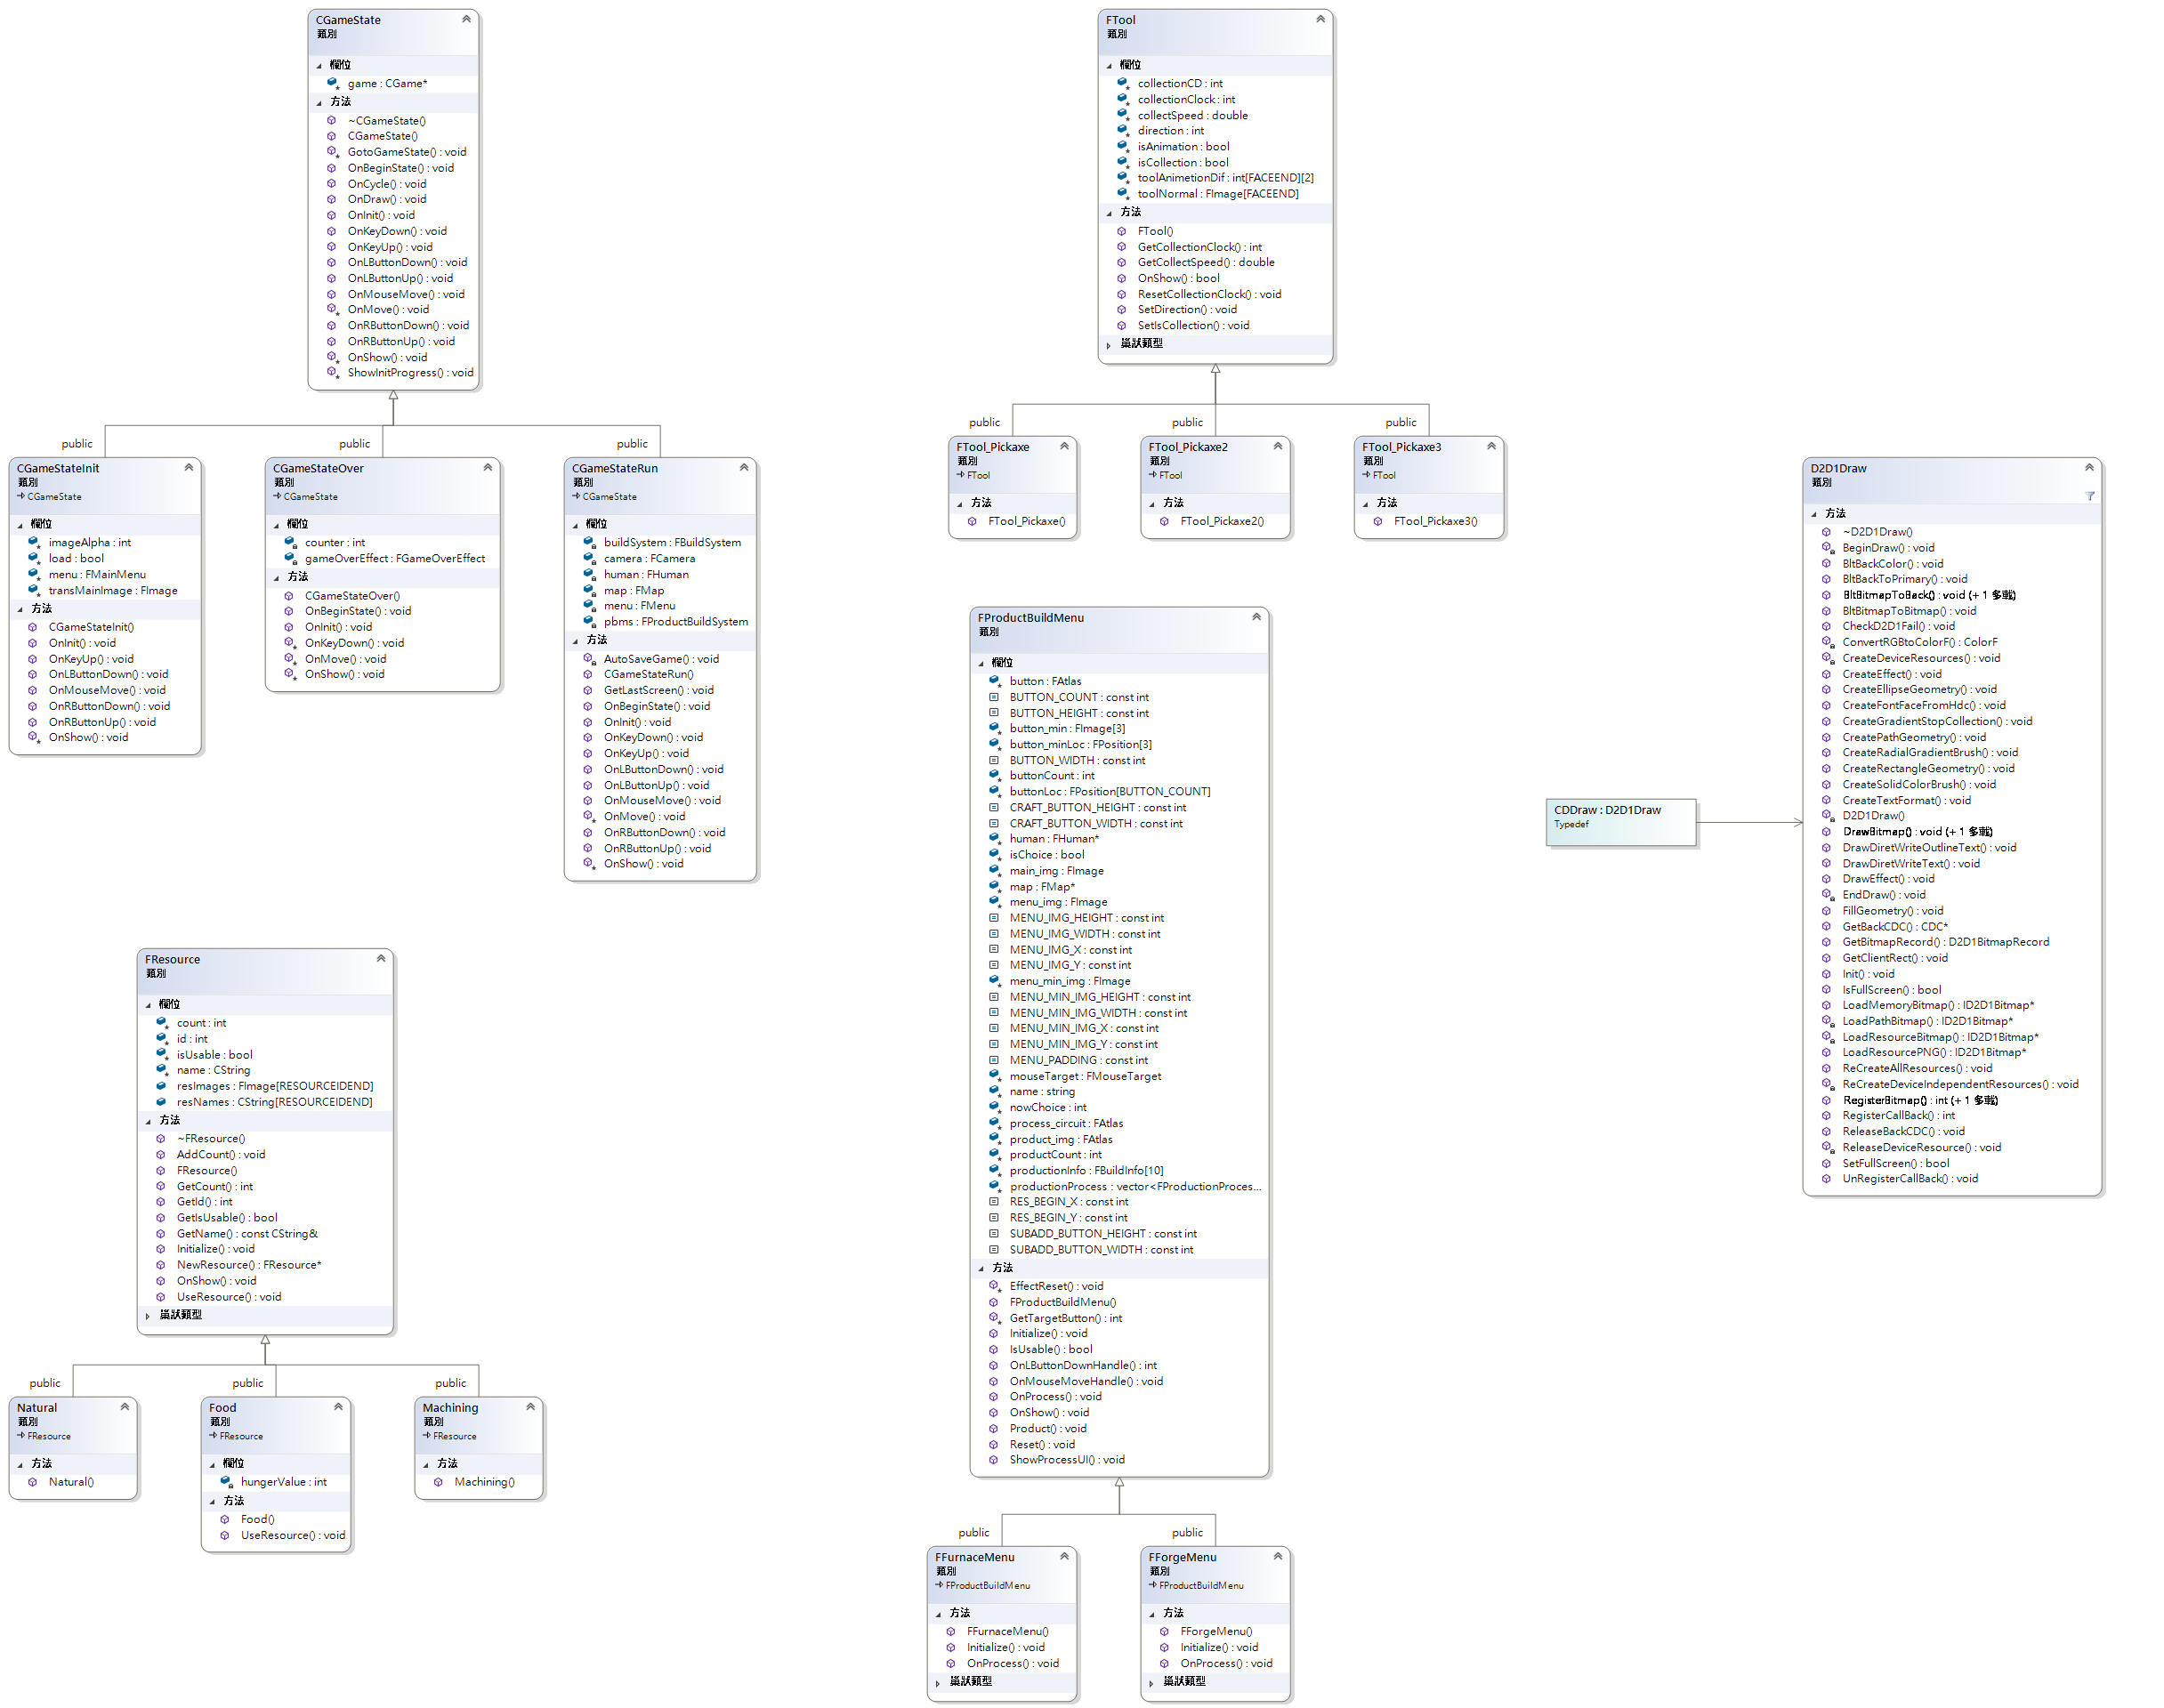 CGameState
類別
欄位
game : CGame*
方法
~CGameState()
CGameState()
GotoGameState() : void
OnBeginState() : void
OnCycle() : void
OnDraw() : void
OnInit() : void
OnKeyDown() : void
OnKeyUp() : void
OnLButtonDown() : void
OnLButtonUp() : void
OnMouseMove() : void
OnMove() : void
OnRButtonDown() : void
OnRButtonUp() : void
OnShow() : void
ShowInitProgress() : void
public
public
public
CGameStateInit
類別
CGameState
欄位
imageAlpha : int
load : bool
menu : FMainMenu
transMainImage : FImage
方法
CGameStateInit()
OnInit() : void
OnKeyUp() : void
OnLButtonDown() : void
OnMouseMove() : void
OnRButtonDown() : void
OnRButtonUp() : void
OnShow() : void
CGameStateOver
類別
CGameState
欄位
counter : int
gameOverEffect : FGameOverEffect
方法
CGameStateOver()
OnBeginState() : void
OnInit() : void
OnKeyDown() : void
OnMove() : void
OnShow() : void
CGameStateRun
類別
CGameState
欄位
buildSystem : FBuildSystem
camera : FCamera
human : FHuman
map : FMap
menu : FMenu
pbms : FProductBuildSystem
方法
AutoSaveGame() : void
CGameStateRun()
GetLastScreen() : void
OnBeginState() : void
OnInit() : void
OnKeyDown() : void
OnKeyUp() : void
OnLButtonDown() : void
OnLButtonUp() : void
OnMouseMove() : void
OnMove() : void
OnRButtonDown() : void
OnRButtonUp() : void
OnShow() : void
FTool
類別
欄位
collectionCD : int
collectionClock : int
collectSpeed : double
direction : int
isAnimation : bool
isCollection : bool
toolAnimetionDif : int[FACEEND][2]
toolNormal : FImage[FACEEND]
方法
FTool()
GetCollectionClock() : int
GetCollectSpeed() : double
OnShow() : bool
ResetCollectionClock() : void
SetDirection() : void
SetIsCollection() : void
巢狀類型
public
public
public
FTool_Pickaxe
類別
FTool
方法
FTool_Pickaxe()
FTool_Pickaxe2
類別
FTool
方法
FTool_Pickaxe2()
FTool_Pickaxe3
類別
FTool
方法
FTool_Pickaxe3()
D2D1Draw
類別
方法
~D2D1Draw()
BeginDraw() : void
BltBackColor() : void
BltBackToPrimary() : void
BltBitmapToBack() : void (+ 1 多載)
BltBitmapToBitmap() : void
CheckD2D1Fail() : void
ConvertRGBtoColorF() : ColorF
CreateDeviceResources() : void
CreateEffect() : void
CreateEllipseGeometry() : void
CreateFontFaceFromHdc() : void
CreateGradientStopCollection() : void
CreatePathGeometry() : void
CreateRadialGradientBrush() : void
CreateRectangleGeometry() : void
CreateSolidColorBrush() : void
CreateTextFormat() : void
D2D1Draw()
DrawBitmap() : void (+ 1 多載)
DrawDiretWriteOutlineText() : void
DrawDiretWriteText() : void
DrawEffect() : void
EndDraw() : void
FillGeometry() : void
GetBackCDC() : CDC*
GetBitmapRecord() : D2D1BitmapRecord
GetClientRect() : void
Init() : void
IsFullScreen() : bool
LoadMemoryBitmap() : ID2D1Bitmap*
LoadPathBitmap() : ID2D1Bitmap*
LoadResourceBitmap() : ID2D1Bitmap*
LoadResourcePNG() : ID2D1Bitmap*
ReCreateAllResources() : void
ReCreateDeviceIndependentResources() : void
RegisterBitmap() : int (+ 1 多載)
RegisterCallBack() : int
ReleaseBackCDC() : void
ReleaseDeviceResource() : void
SetFullScreen() : bool
UnRegisterCallBack() : void
CDDraw : D2D1Draw
Typedef
FProductBuildMenu
類別
欄位
button : FAtlas
BUTTON_COUNT : const int
BUTTON_HEIGHT : const int
button_min : FImage[3]
button_minLoc : FPosition[3]
BUTTON_WIDTH : const int
buttonCount : int
buttonLoc : FPosition[BUTTON_COUNT]
CRAFT_BUTTON_HEIGHT : const int
CRAFT_BUTTON_WIDTH : const int
human : FHuman*
isChoice : bool
main_img : FImage
map : FMap*
menu_img : FImage
MENU_IMG_HEIGHT : const int
MENU_IMG_WIDTH : const int
MENU_IMG_X : const int
MENU_IMG_Y : const int
menu_min_img : FImage
MENU_MIN_IMG_HEIGHT : const int
MENU_MIN_IMG_WIDTH : const int
MENU_MIN_IMG_X : const int
MENU_MIN_IMG_Y : const int
MENU_PADDING : const int
mouseTarget : FMouseTarget
name : string
nowChoice : int
process_circuit : FAtlas
product_img : FAtlas
productCount : int
productionInfo : FBuildInfo[10]
productionProcess : vector<FProductionProces...
RES_BEGIN_X : const int
RES_BEGIN_Y : const int
SUBADD_BUTTON_HEIGHT : const int
SUBADD_BUTTON_WIDTH : const int
方法
EffectReset() : void
FProductBuildMenu()
GetTargetButton() : int
Initialize() : void
IsUsable() : bool
OnLButtonDownHandle() : int
OnMouseMoveHandle() : void
OnProcess() : void
OnShow() : void
Product() : void
Reset() : void
ShowProcessUI() : void
public
public
FFurnaceMenu
類別
FProductBuildMenu
方法
FFurnaceMenu()
Initialize() : void
OnProcess() : void
巢狀類型
FForgeMenu
類別
FProductBuildMenu
方法
FForgeMenu()
Initialize() : void
OnProcess() : void
巢狀類型
FResource
類別
欄位
count : int
id : int
isUsable : bool
name : CString
resImages : FImage[RESOURCEIDEND]
resNames : CString[RESOURCEIDEND]
方法
~FResource()
AddCount() : void
FResource()
GetCount() : int
GetId() : int
GetIsUsable() : bool
GetName() : const CString&
Initialize() : void
NewResource() : FResource*
OnShow() : void
UseResource() : void
巢狀類型
public
public
public
Natural
類別
FResource
方法
Natural()
Food
類別
FResource
欄位
hungerValue : int
方法
Food()
UseResource() : void
Machining
類別
FResource
方法
Machining()